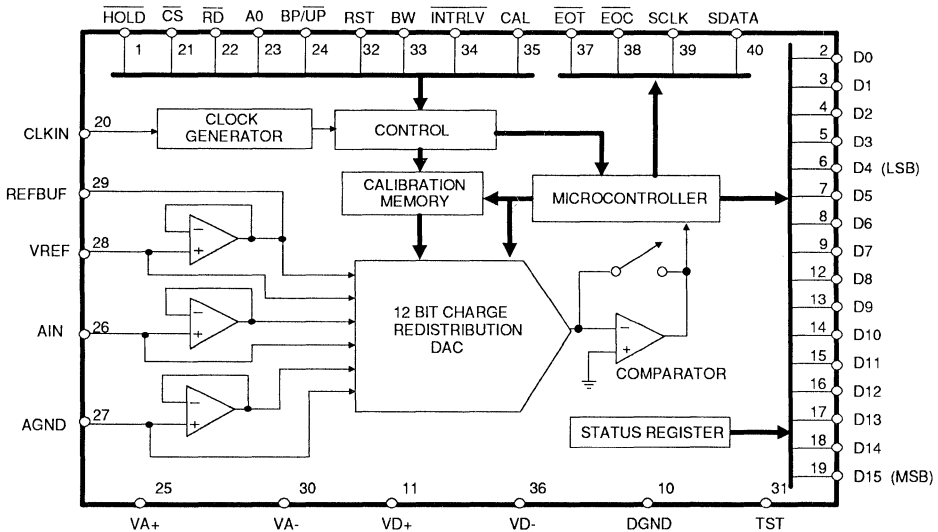 HOLD CS RD A0 BP/UP RST BW INTRLV CAL EOT EOC SCLK SDATA
1 21 22 23 24 32 33 34 35 37 38 39 40
2 D0
3 D1
4 D2
5 D3
6 D4 (LSB)
7 D5
8 D6
9 D7
12 D8
13 D9
14 D10
15 D11
16 D12
17 D13
18 D14
19 D15 (MSB)
CLKIN 20
CLOCK
GENERATOR
CONTROL
REFBUF 29
CALIBRATION
MEMORY
MICROCONTROLLER
VREF 28
- +
AIN 26
- +
AGND 27
- +
12 BIT CHARGE
REDISTRIBUTION
DAC
- +
COMPARATOR
STATUS REGISTER
25 30 11 36 10 31
VA+ VA- VD+ VD- DGND TST